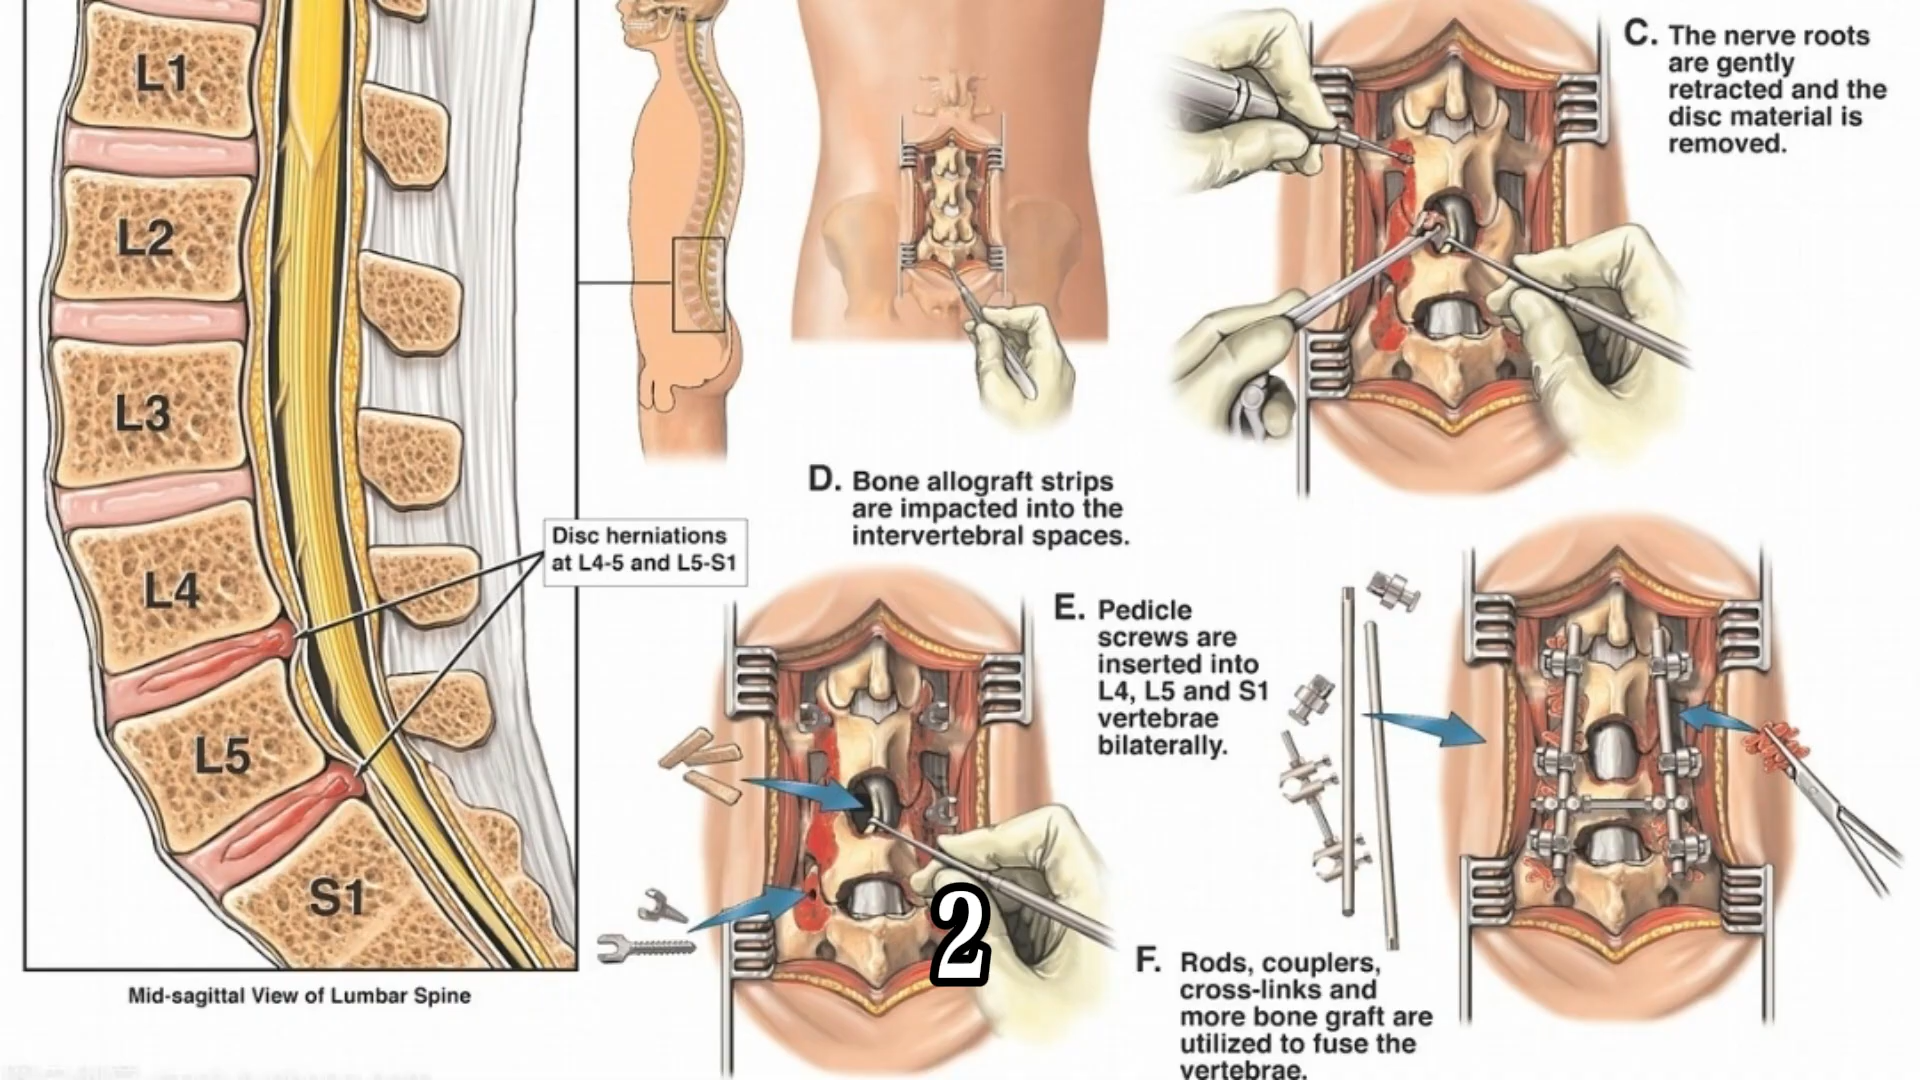 L1
L2
L3
L4
L5
S1
Disc herniations
at L4-5 and L5-S1
Mid-sagittal View of Lumbar Spine
C. The nerve roots
are gently
retracted and the
disc material is
removed.
D. Bone allograft strips
are impacted into the
intervertebral spaces.
E. Pedicle
screws are
inserted into
L4, L5 and S1
vertebrae
bilaterally.
2
F. Rods, couplers,
cross-links and
more bone graft are
utilized to fuse the
vertebrae.